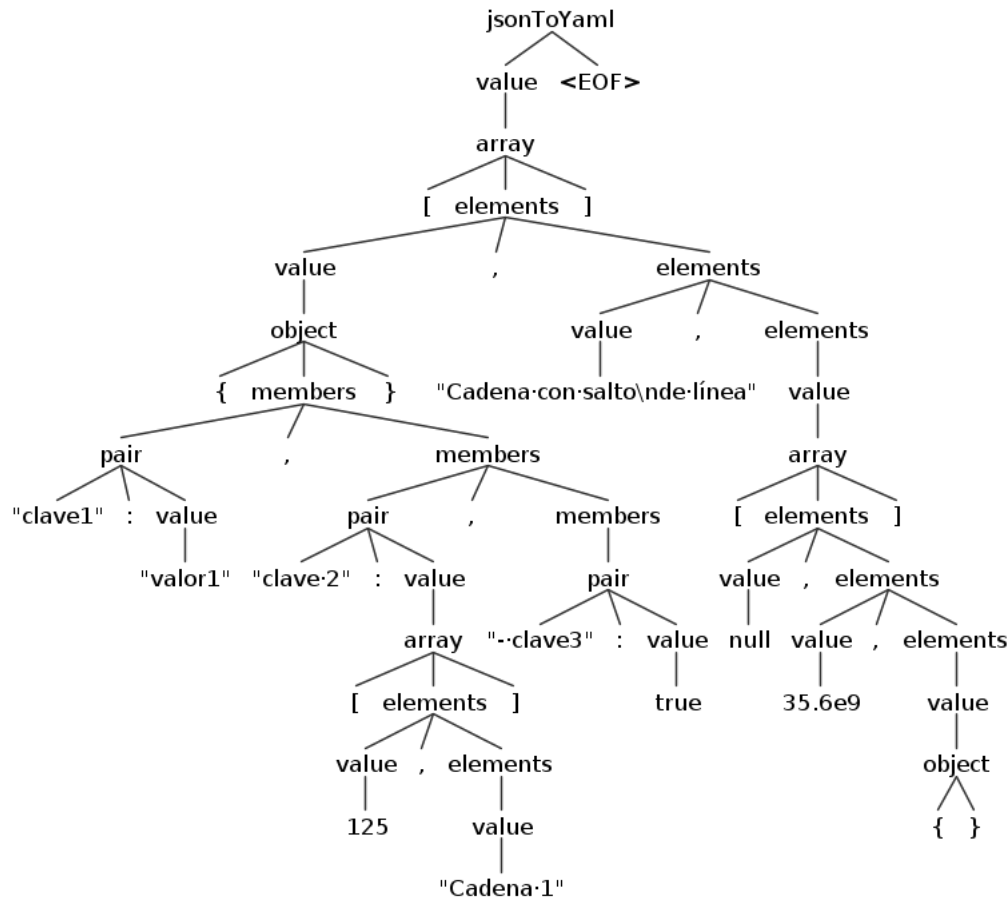 jsonToYaml
value <EOF>
array
[ elements ]
value , elements
object value , elements
{ members } "Cadena·con·salto\nde·línea" value
pair , members array
"clave1" : value pair , members [ elements ]
"valor1" "clave·2" : value pair value , elements
array "-·clave3" : value null value , elements
[ elements ] true 35.6e9 value
value , elements object
125 value { }
"Cadena·1"